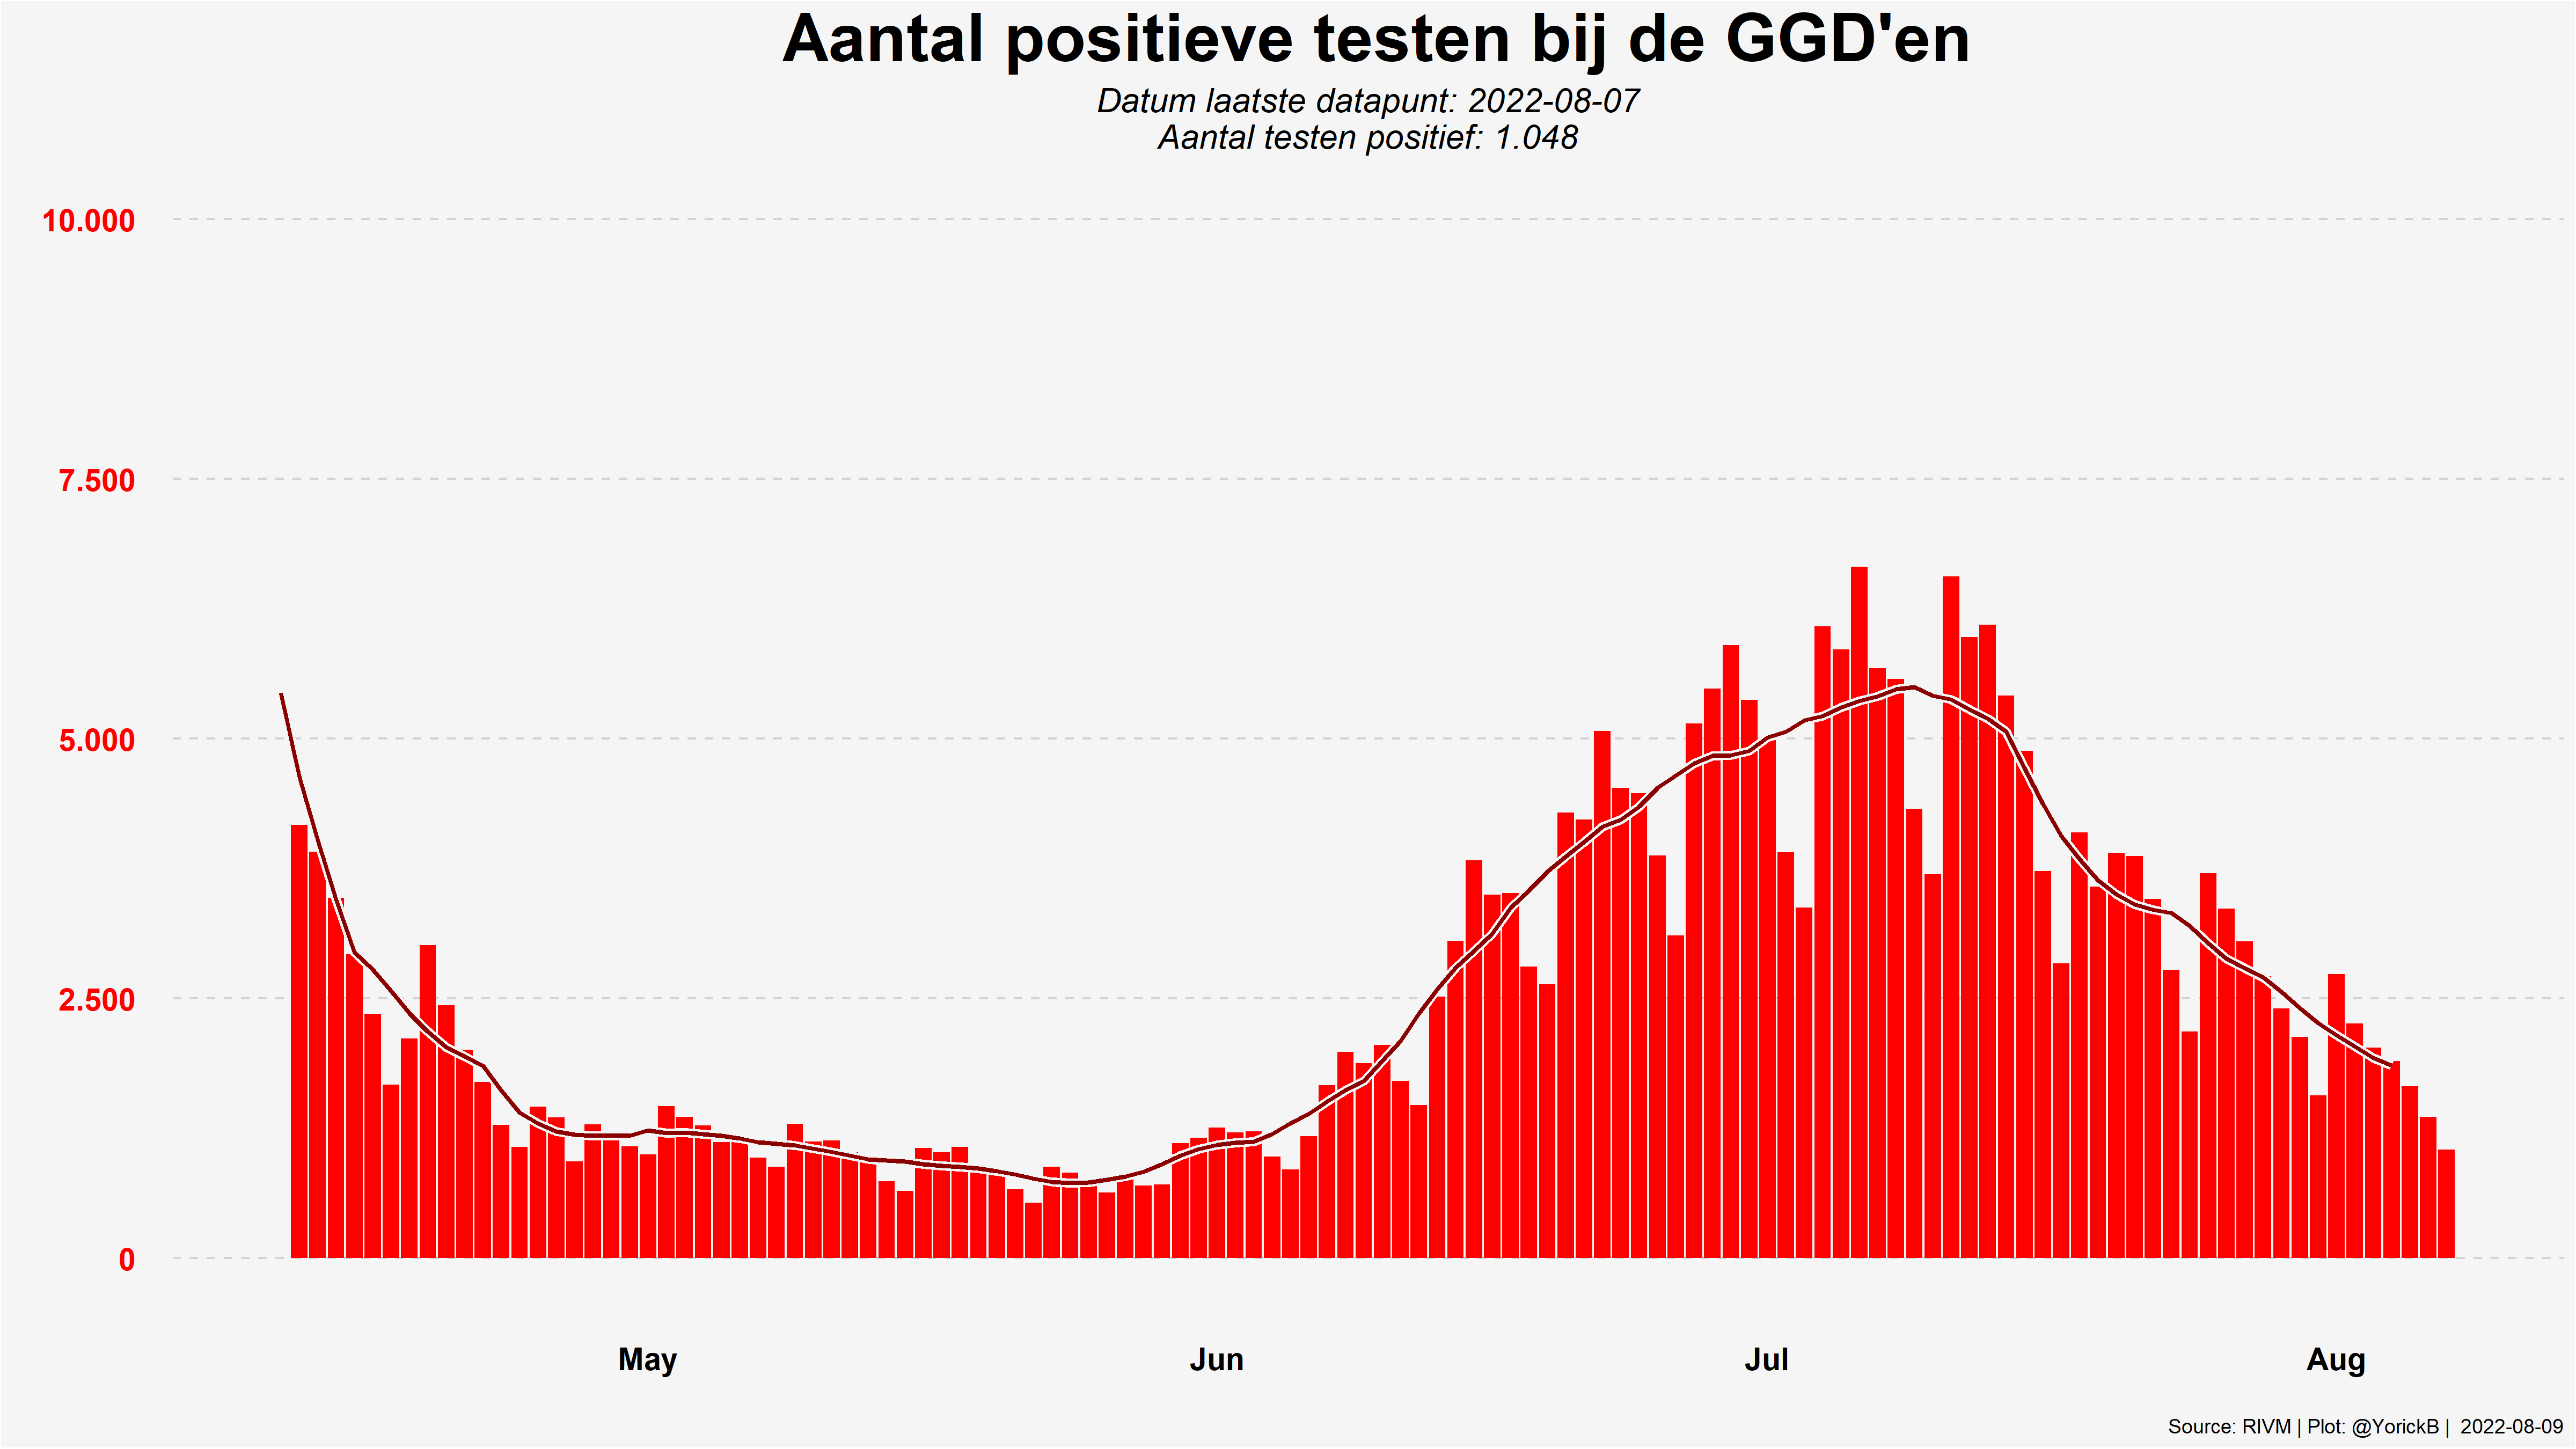 Aantal positieve testen bij de GGD'en
Datum laatste datapunt: 2022-08-07
Aantal testen positief: 1.048
10.000
7.500
5.000
2.500
0
May Jun Jul Aug
Source: RIVM | Plot: @YorickB | 2022-08-09